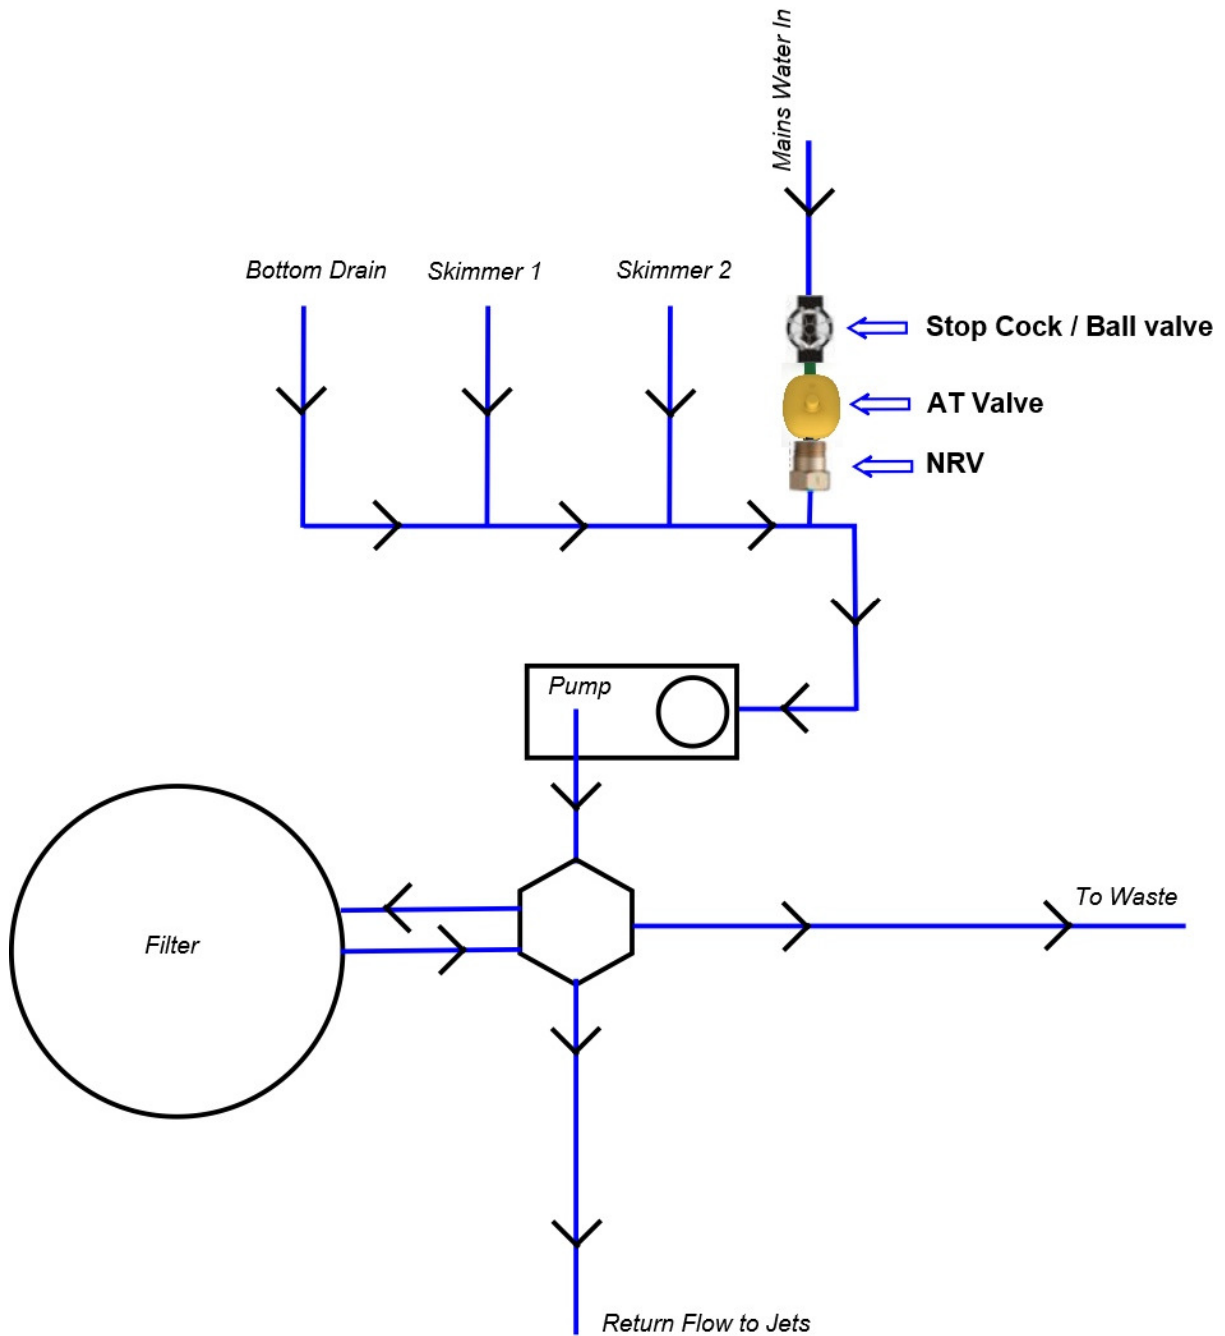 Mains Water In
Bottom Drain
Skimmer 1
Skimmer 2
Stop Cock / Ball valve
AT Valve
NRV
Pump
Filter
To Waste
Return Flow to Jets